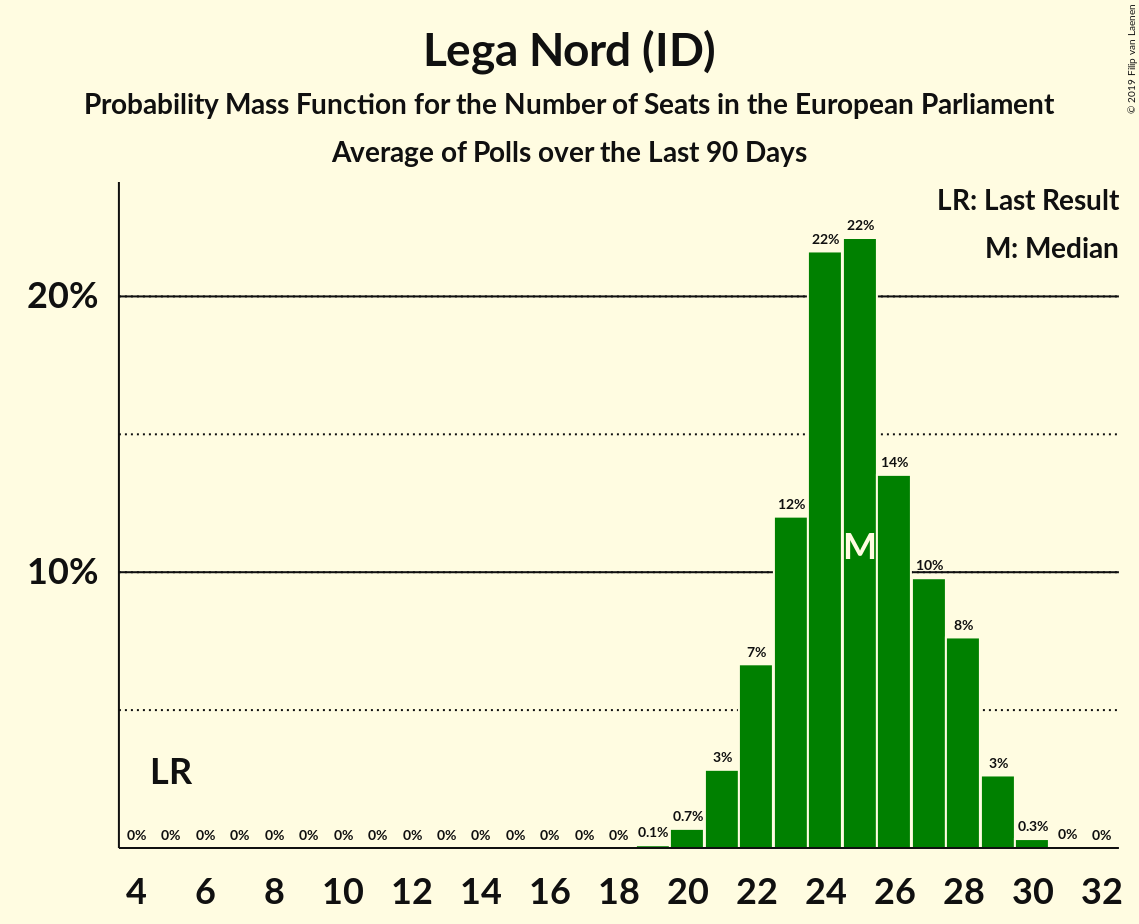 Lega Nord (ID)
Probability Mass Function for the Number of Seats in the European Parliament
Average of Polls over the Last 90 Days
© 2019 Filip van Laenen
LR: Last Result
M: Median
20%
10%
LR
M
0% 0% 0% 0% 0% 0% 0% 0% 0% 0% 0% 0% 0% 0% 0% 0.1% 0.7% 3% 7% 12% 22% 22% 14% 10% 8% 3% 0.3% 0% 0%
4 6 8 10 12 14 16 18 20 22 24 26 28 30 32